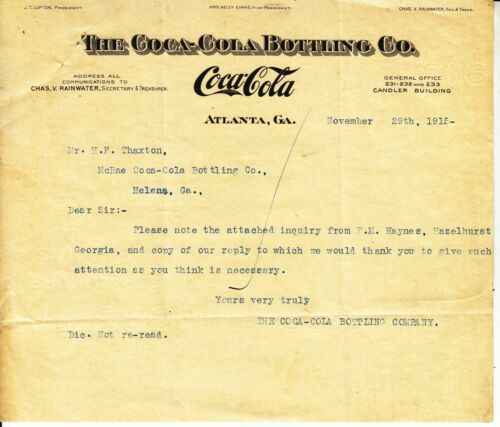 J. T. LUPTON, PRESIDENT. MRS KELLY EVANS, VICE PRESIDENT. CHAS. V. RAINWATER, SEC'Y & TREAS.
THE COCA-COLA BOTTLING CO.
ADDRESS ALL
COMMUNICATIONS TO
CHAS. V. RAINWATER, SECRETARY & TREASURER.
Coca-Cola
GENERAL OFFICE
231-232 AND 233
CANDLER BUILDING
ATLANTA, GA.
November 29th, 1915-
Mr. H.F. Thaxton,
McRae Coca-Cola Bottling Co.,
Helena, Ga.,
Dear Sir:-
Please note the attached inquiry from F.M. Haynes, Hazelhurst
Georgia, and copy of our reply to which we would thank you to give such
attention as you think is necessary.
Yours very truly
THE COCA-COLA BOTTLING COMPANY.
Dic. Not re-read.